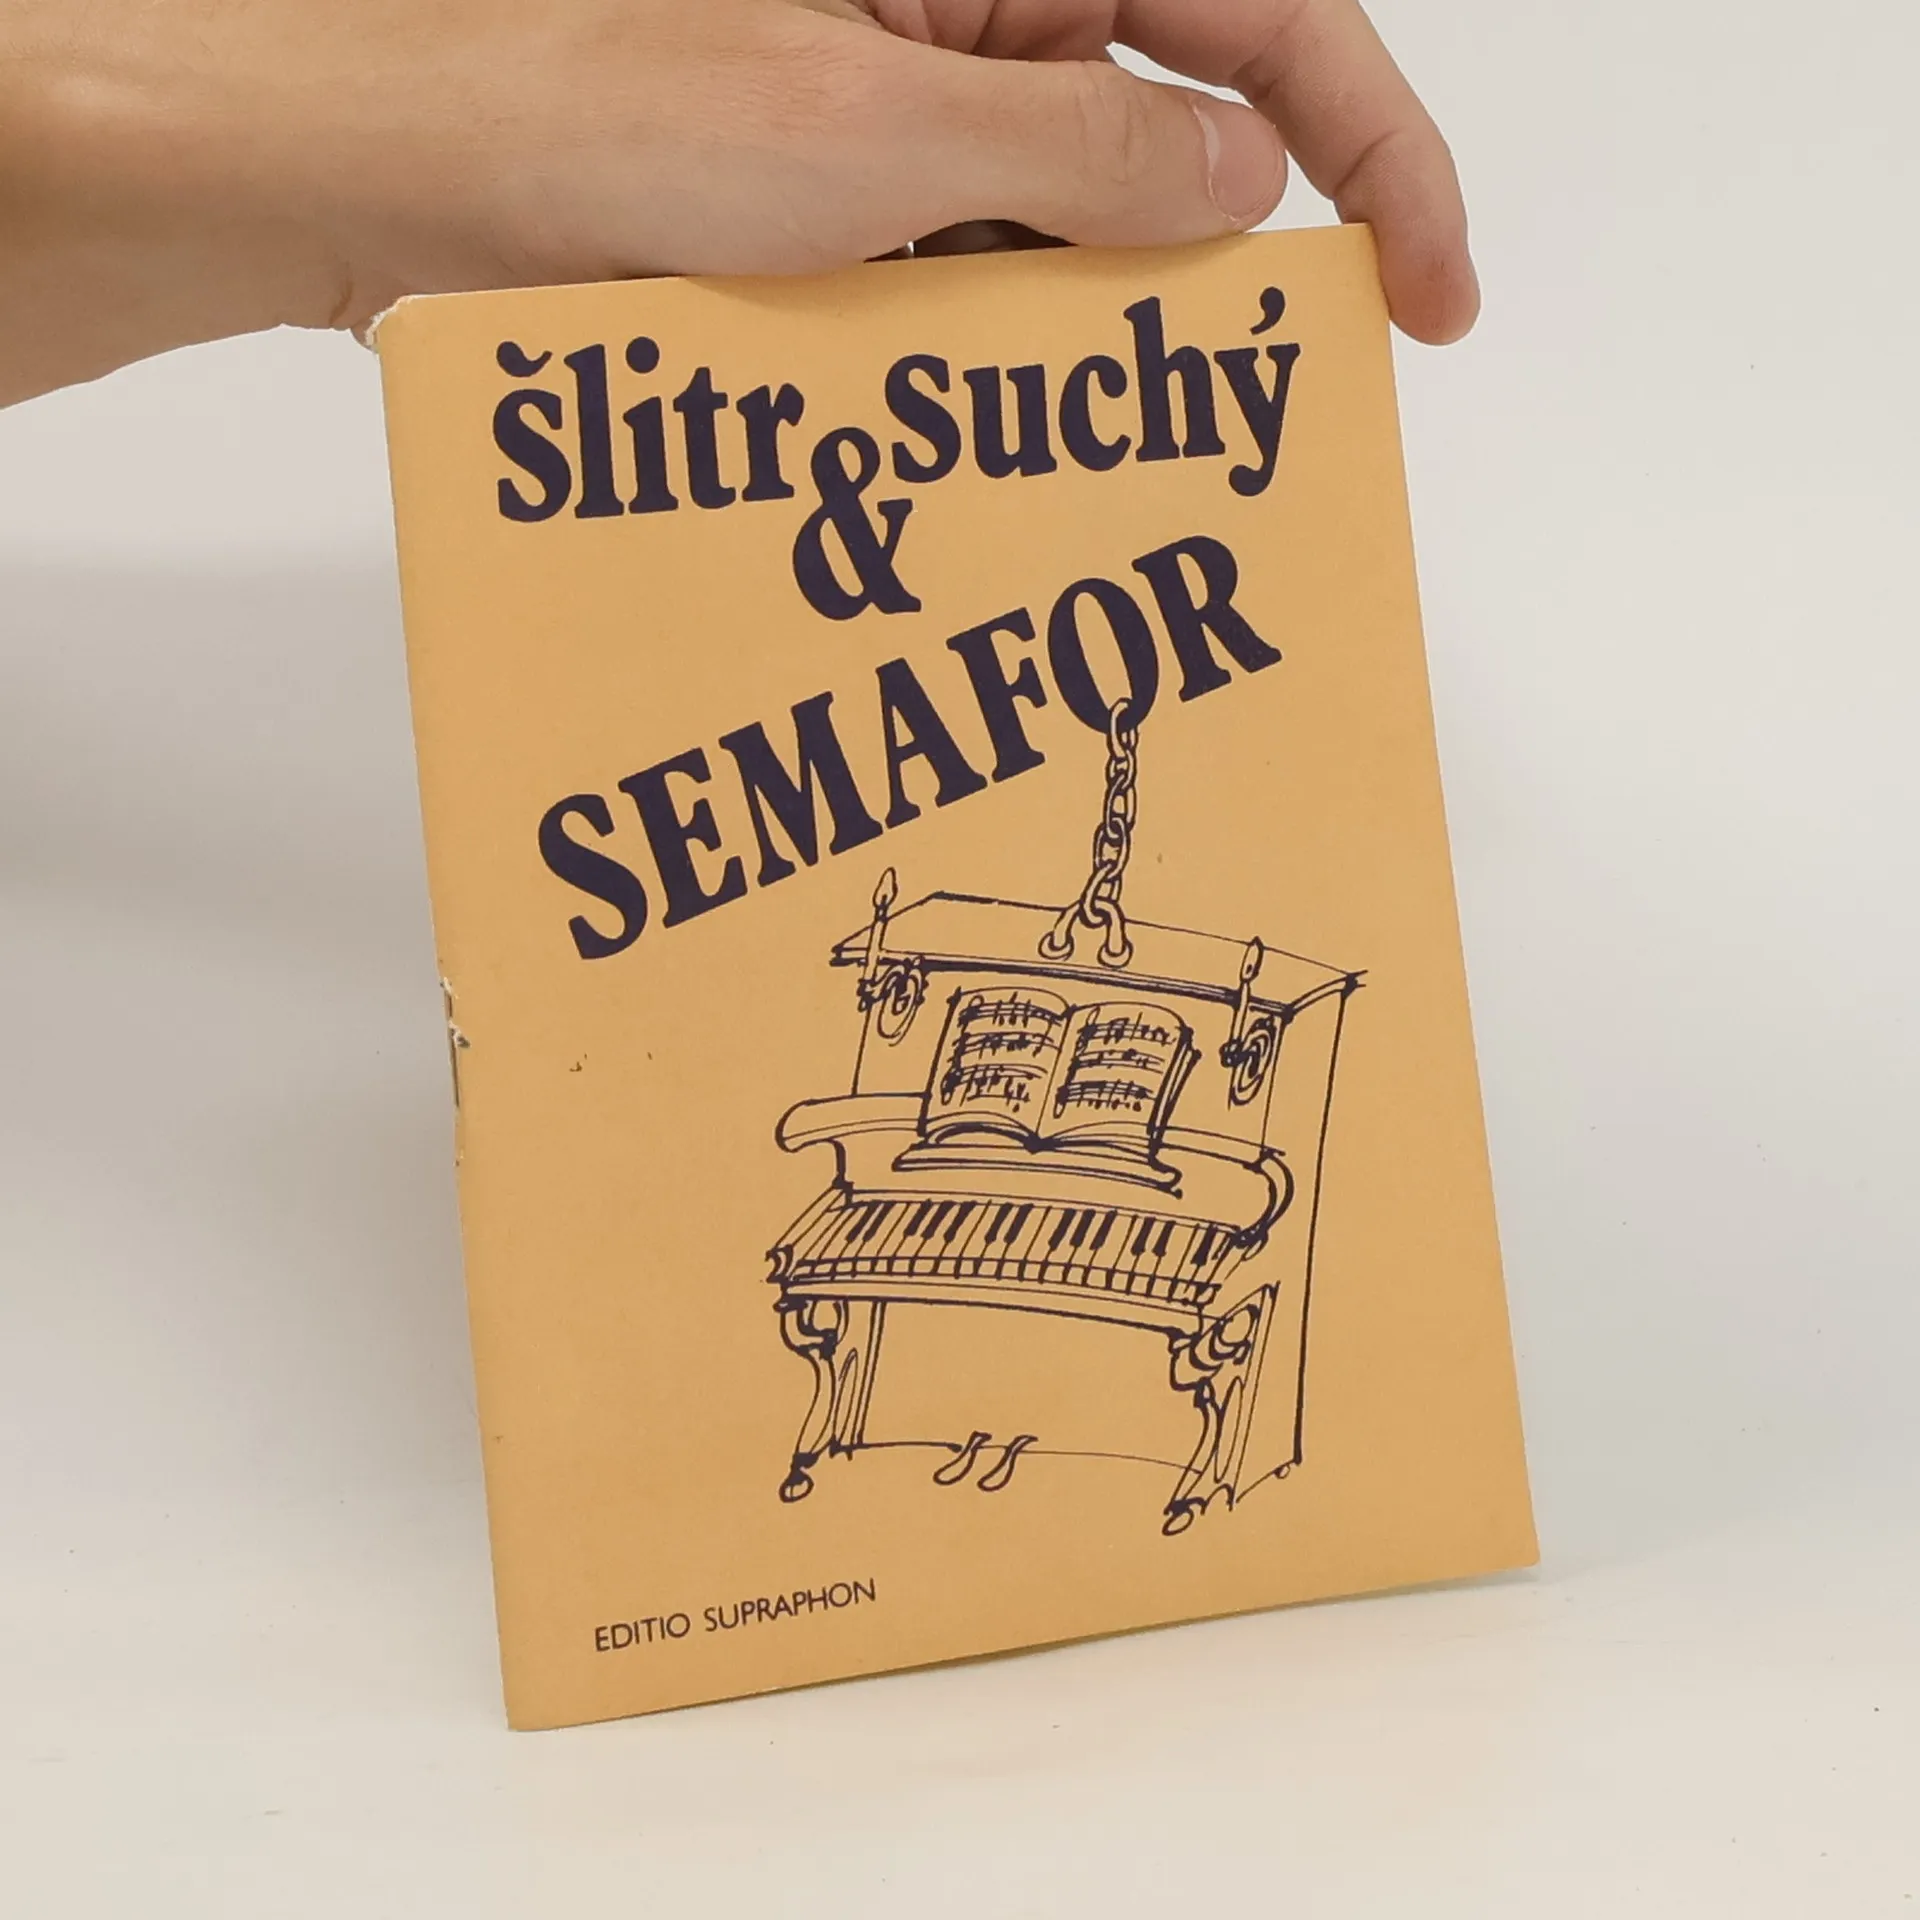 šlitr & suchý
SEMAFOR
EDITIO SUPRAPHON